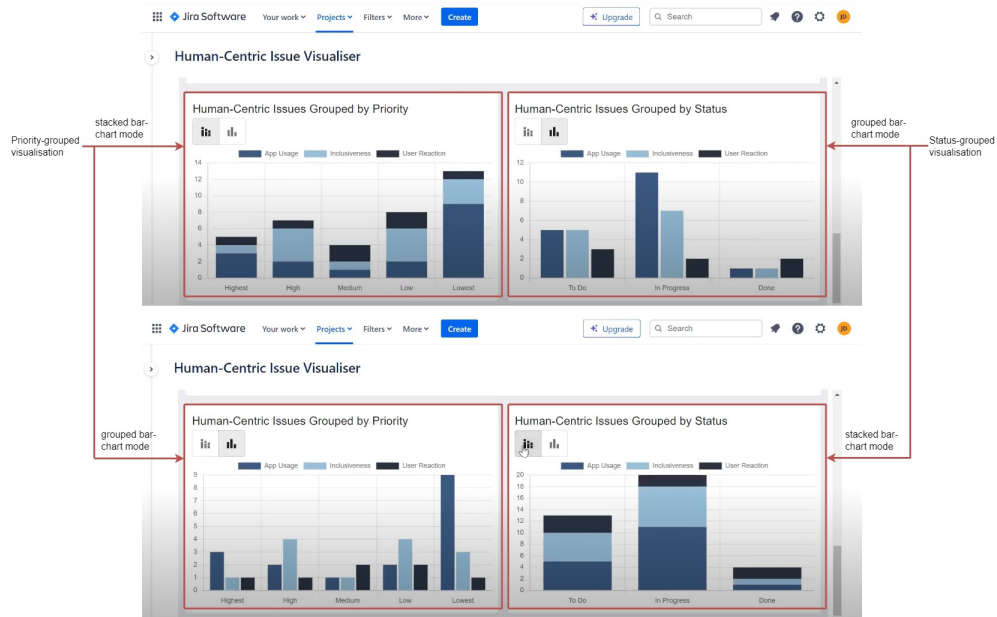 Jira Software Your work Projects Filters More Create Upgrade Search JD
Human-Centric Issue Visualiser
Priority-grouped
visualisation
stacked bar-
chart mode
Human-Centric Issues Grouped by Priority
App Usage Inclusiveness User Reaction
14
12
10
8
6
4
2
0
Highest High Medium Low Lowest
Human-Centric Issues Grouped by Status
App Usage Inclusiveness User Reaction
12
10
8
6
4
2
0
To Do In Progress Done
grouped bar-
chart mode
Status-grouped
visualisation
Jira Software Your work Projects Filters More Create Upgrade Search JD
Human-Centric Issue Visualiser
grouped bar-
chart mode
Human-Centric Issues Grouped by Priority
App Usage Inclusiveness User Reaction
9
8
7
6
5
4
3
2
1
0
Highest High Medium Low Lowest
Human-Centric Issues Grouped by Status
App Usage Inclusiveness User Reaction
20
18
16
14
12
10
8
6
4
2
0
To Do In Progress Done
stacked bar-
chart mode